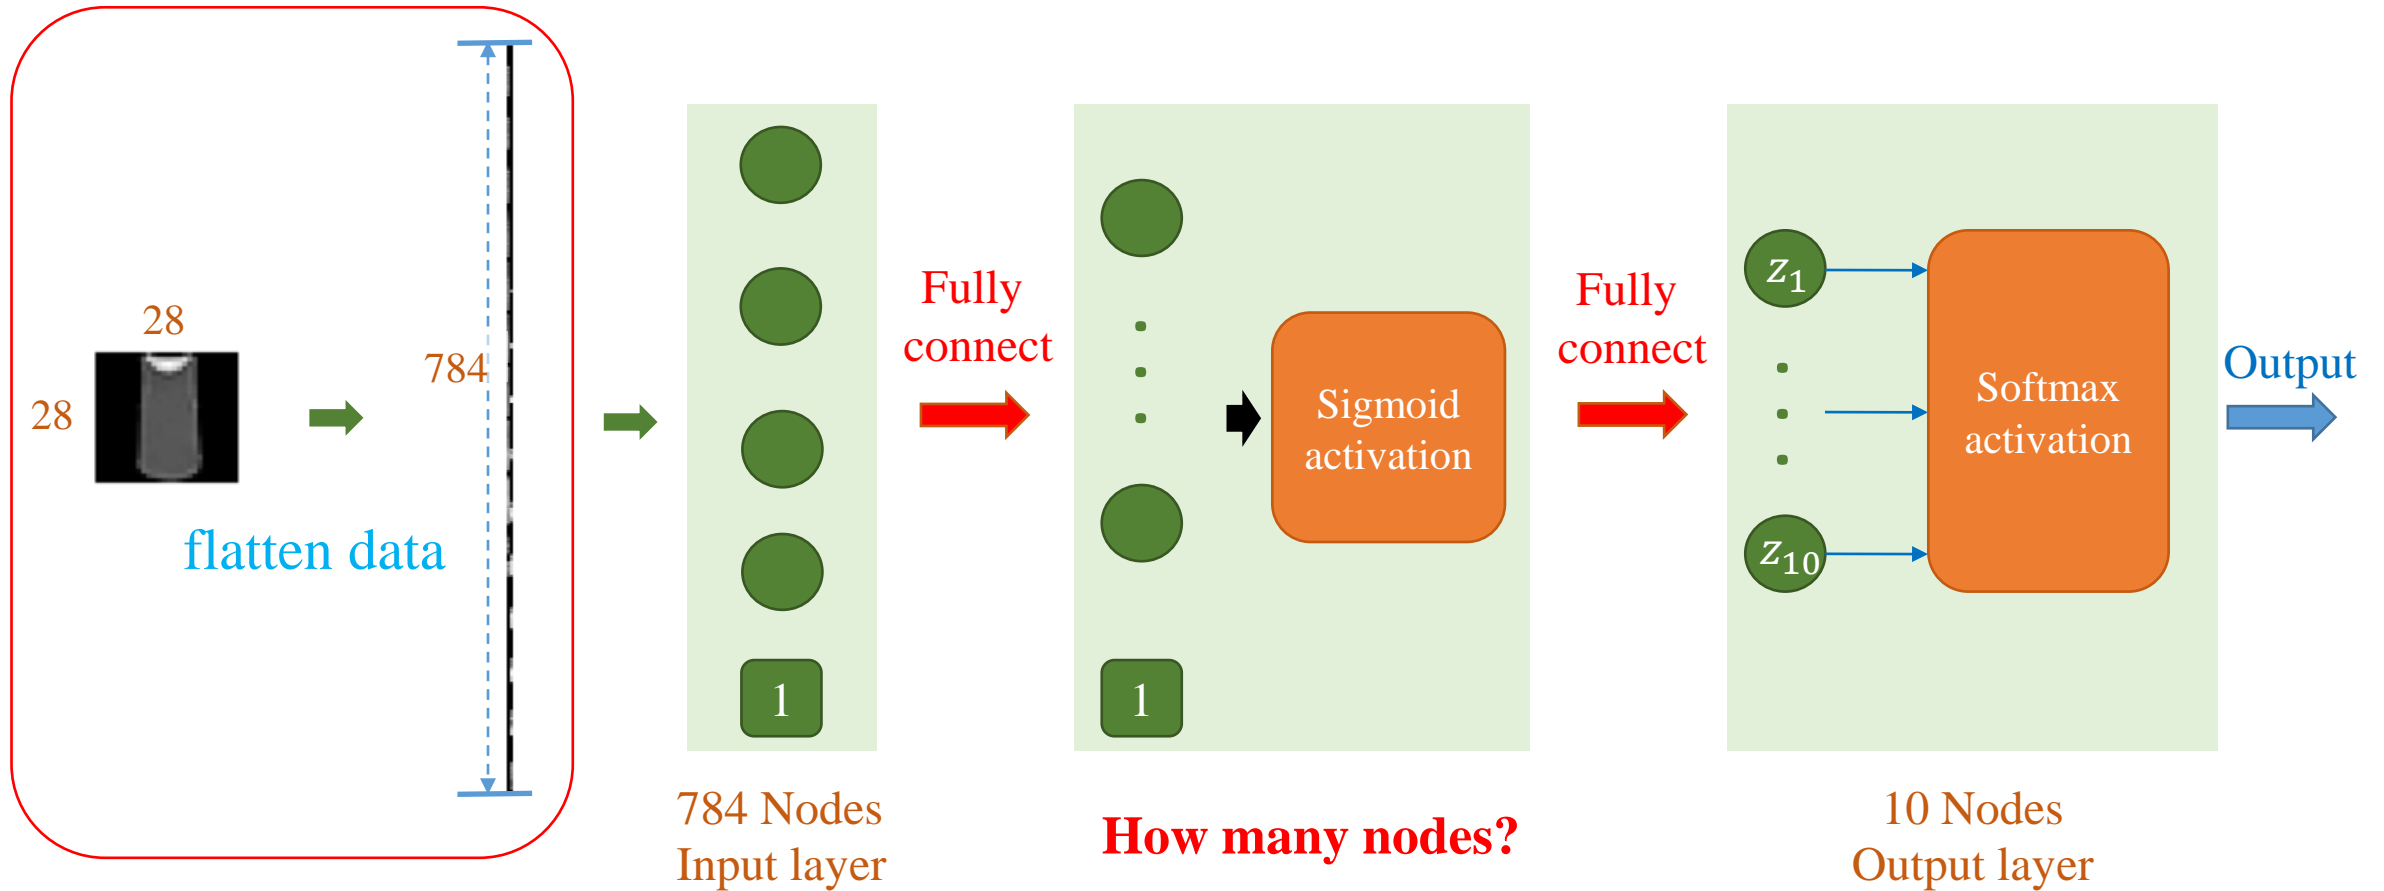 28
28
flatten data
784
1
784 Nodes
Input layer
Fully
connect
1
Sigmoid
activation
How many nodes?
Fully
connect
z₁
z₁₀
Softmax
activation
10 Nodes
Output layer
Output